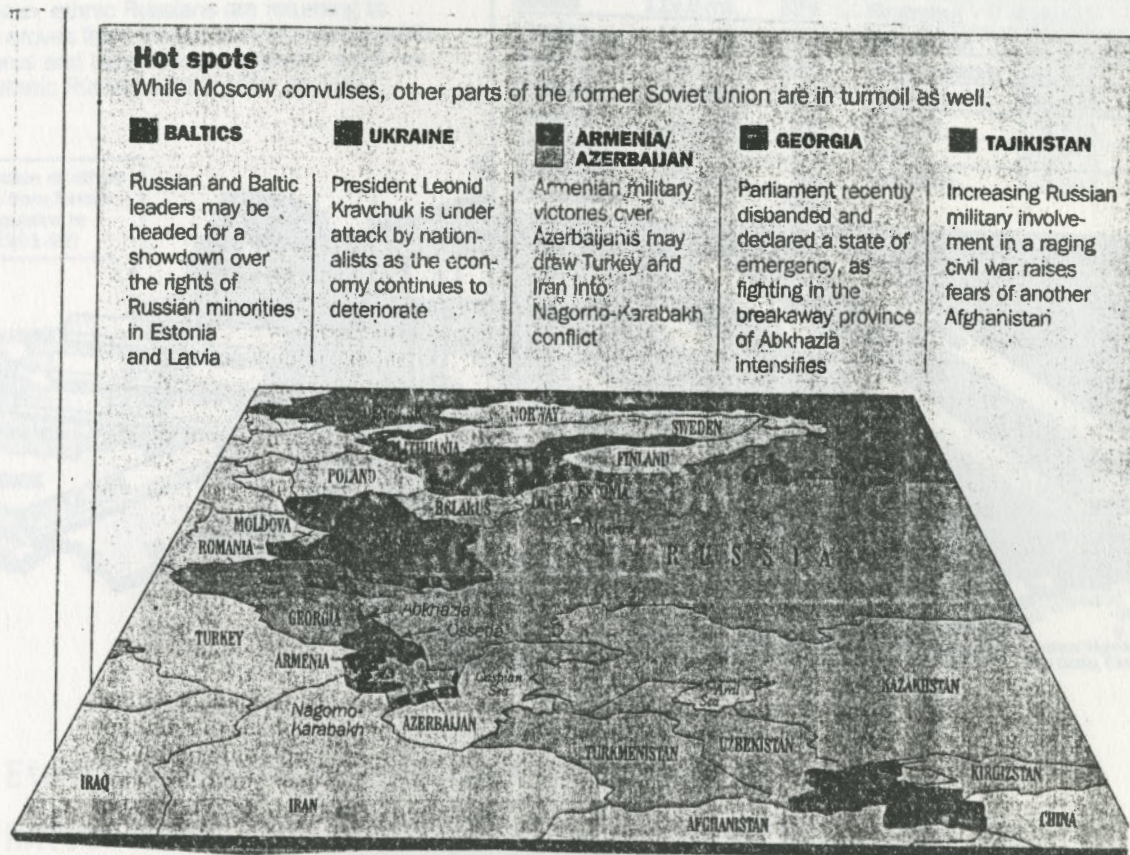 Hot spots
While Moscow convulses, other parts of the former Soviet Union are in turmoil as well.
BALTICS
Russian and Baltic
leaders may be
headed for a
showdown over
the rights of
Russian minorities
in Estonia
and Latvia
UKRAINE
President Leonid
Kravchuk is under
attack by nation-
alists as the econ-
omy continues to
deteriorate
ARMENIA/
AZERBAIJAN
Armenian military
victories over
Azerbaijanis may
draw Turkey and
Iran into
Nagorno-Karabakh
conflict
GEORGIA
Parliament recently
disbanded and
declared a state of
emergency, as
fighting in the
breakaway province
of Abkhazia
intensifies
TAJIKISTAN
Increasing Russian
military involve-
ment in a raging
civil war raises
fears of another
Afghanistan
NORWAY
SWEDEN
LITHUANIA
FINLAND
POLAND
ESTONIA
BELARUS
LATVIA
MOLDOVA
Moscow
ROMANIA
RUSSIA
GEORGIA
Abkhazia
Ossetia
TURKEY
ARMENIA
Caspian
Sea
Aral
Sea
KAZAKHSTAN
Nagorno-
Karabakh
AZERBAIJAN
TURKMENISTAN
UZBEKISTAN
KIRGIZSTAN
IRAQ
IRAN
AFGHANISTAN
CHINA